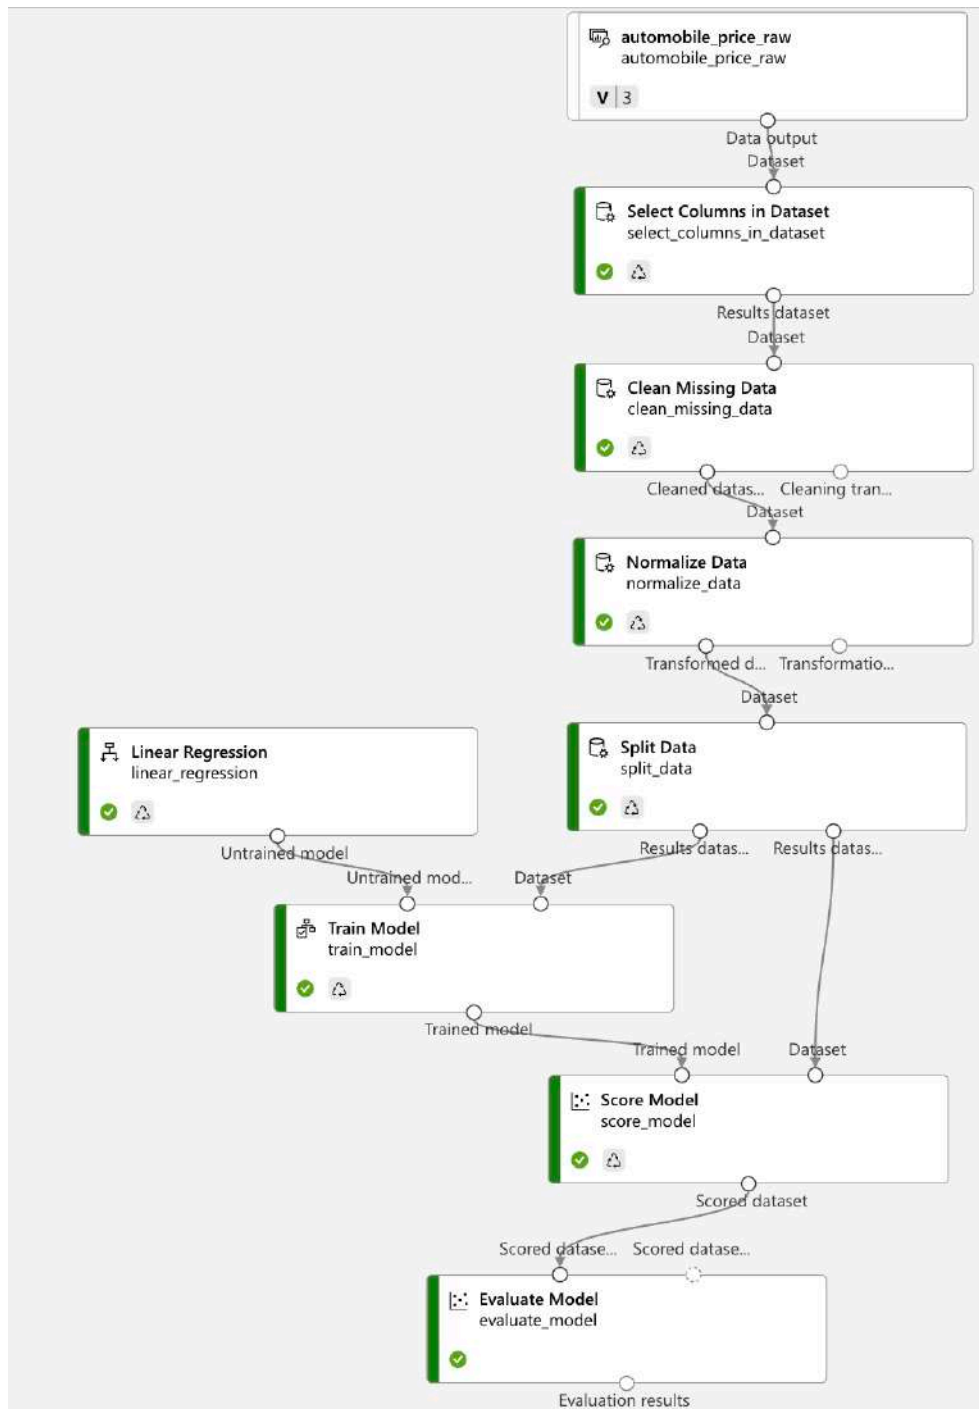 automobile_price_raw
automobile_price_raw
V | 3
Data output
Dataset
Select Columns in Dataset
select_columns_in_dataset
Results dataset
Dataset
Clean Missing Data
clean_missing_data
Cleaned datas... Cleaning tran...
Dataset
Normalize Data
normalize_data
Transformed d... Transformatio...
Dataset
Linear Regression
linear_regression
Split Data
split_data
Untrained model
Results datas... Results datas...
Untrained mod... Dataset
Train Model
train_model
Trained model
Trained model Dataset
Score Model
score_model
Scored dataset
Scored datase... Scored datase...
Evaluate Model
evaluate_model
Evaluation results